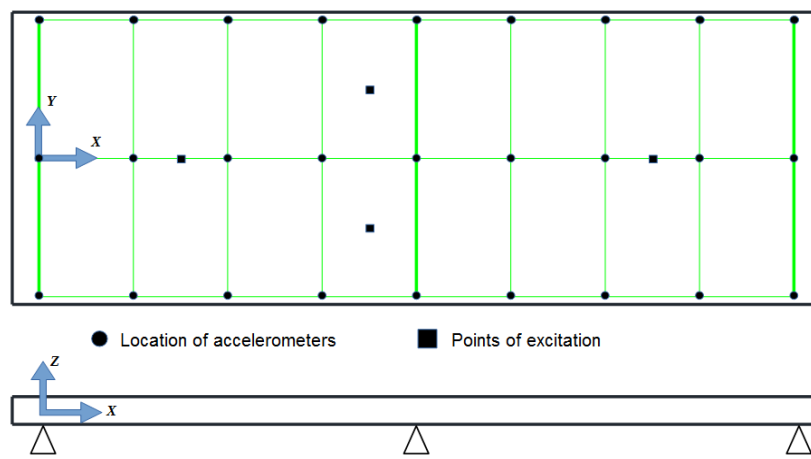 Y
X
Location of accelerometers
Points of excitation
Z
X